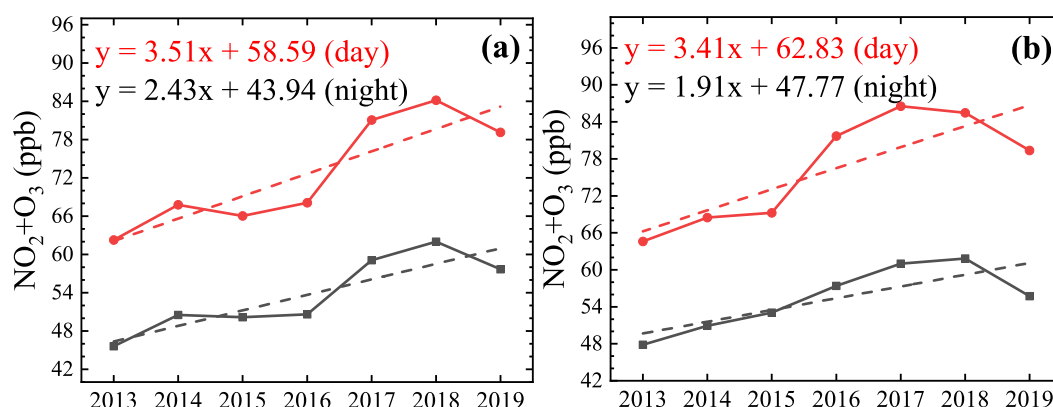 96
90
84
78
72
66
60
54
48
42
NO₂+O₃ (ppb)
y = 3.51x + 58.59 (day)
y = 2.43x + 43.94 (night)
(a)
2013 2014 2015 2016 2017 2018 2019
96
90
84
78
72
66
60
54
48
42
NO₂+O₃ (ppb)
y = 3.41x + 62.83 (day)
y = 1.91x + 47.77 (night)
(b)
2013 2014 2015 2016 2017 2018 2019